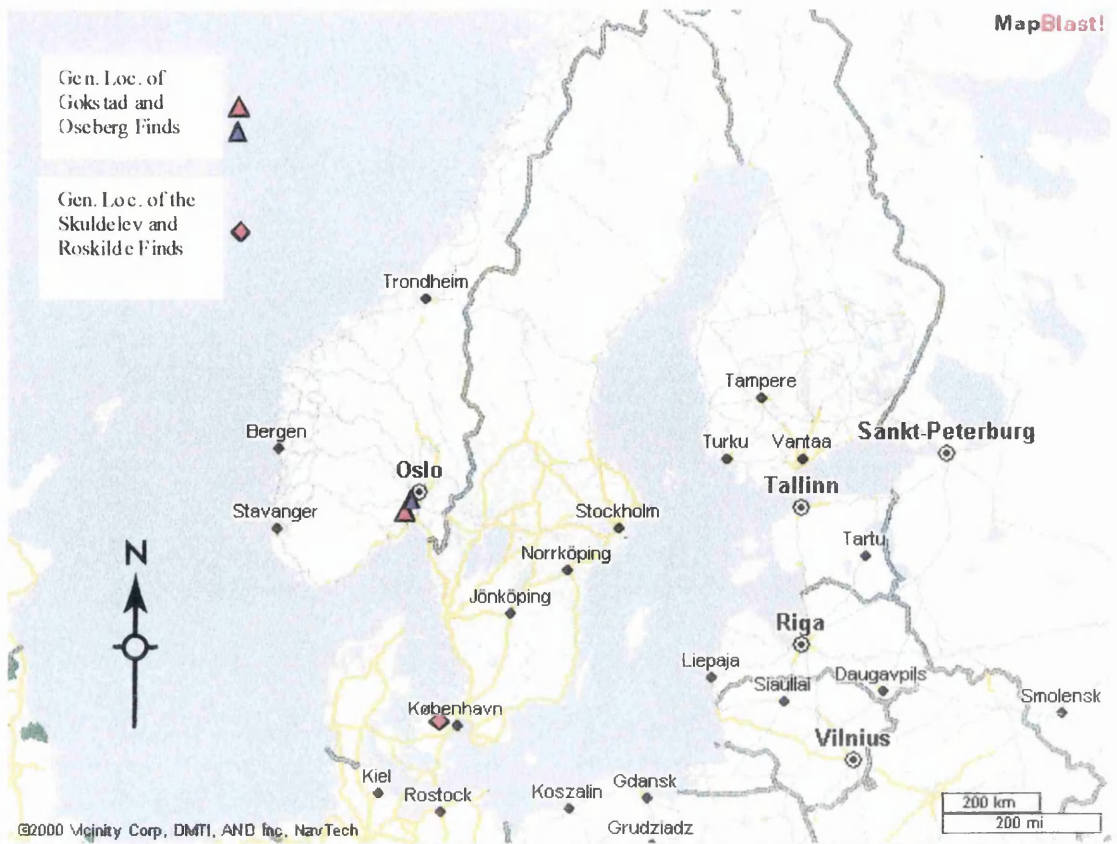 MapBlast!
Gen. Loc. of
Gokstad and
Oseberg Finds
Gen. Loc. of the
Skuldelev and
Roskilde Finds
Trondheim
Tampere
Bergen
Turku
Vantaa
Sankt-Peterburg
Oslo
Tallinn
Stavanger
Stockholm
N
Tartu
Norrköping
Jönköping
Riga
Liepaja
Siaullai
Daugavpils
Smolensk
København
Vilnius
Kiel
Rostock
Koszalin
Gdansk
Grudziadz
200 km
200 mi
©2000 Vicinity Corp, DMTI, AND Inc, NavTech